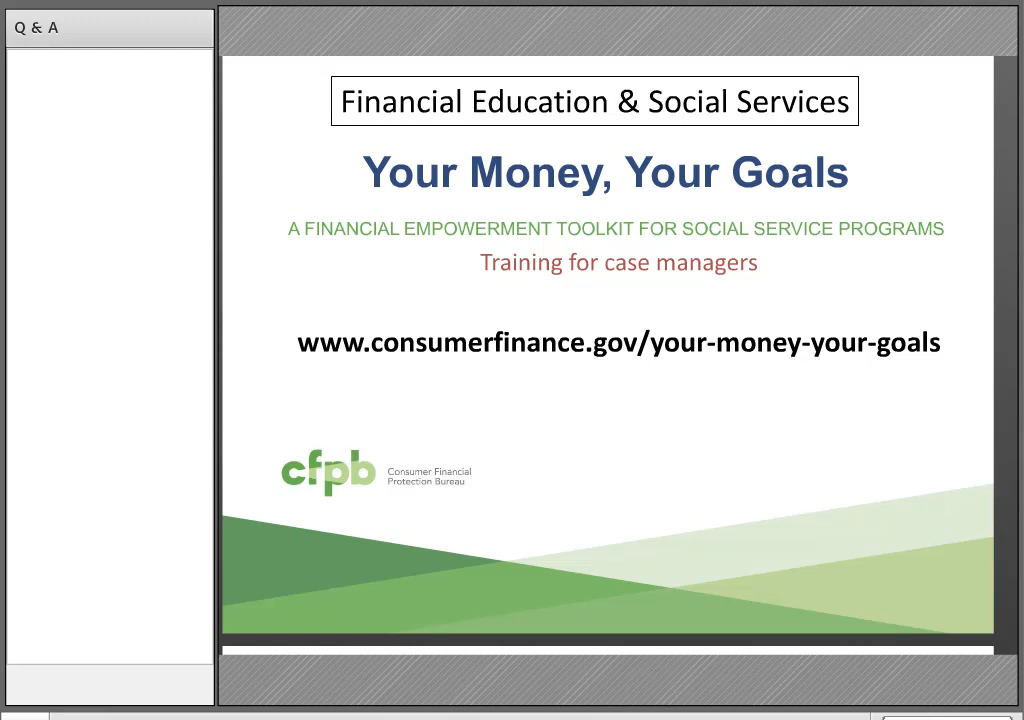 Q & A
Financial Education & Social Services
Your Money, Your Goals
A FINANCIAL EMPOWERMENT TOOLKIT FOR SOCIAL SERVICE PROGRAMS
Training for case managers
www.consumerfinance.gov/your-money-your-goals
cfpb
Consumer Financial
Protection Bureau